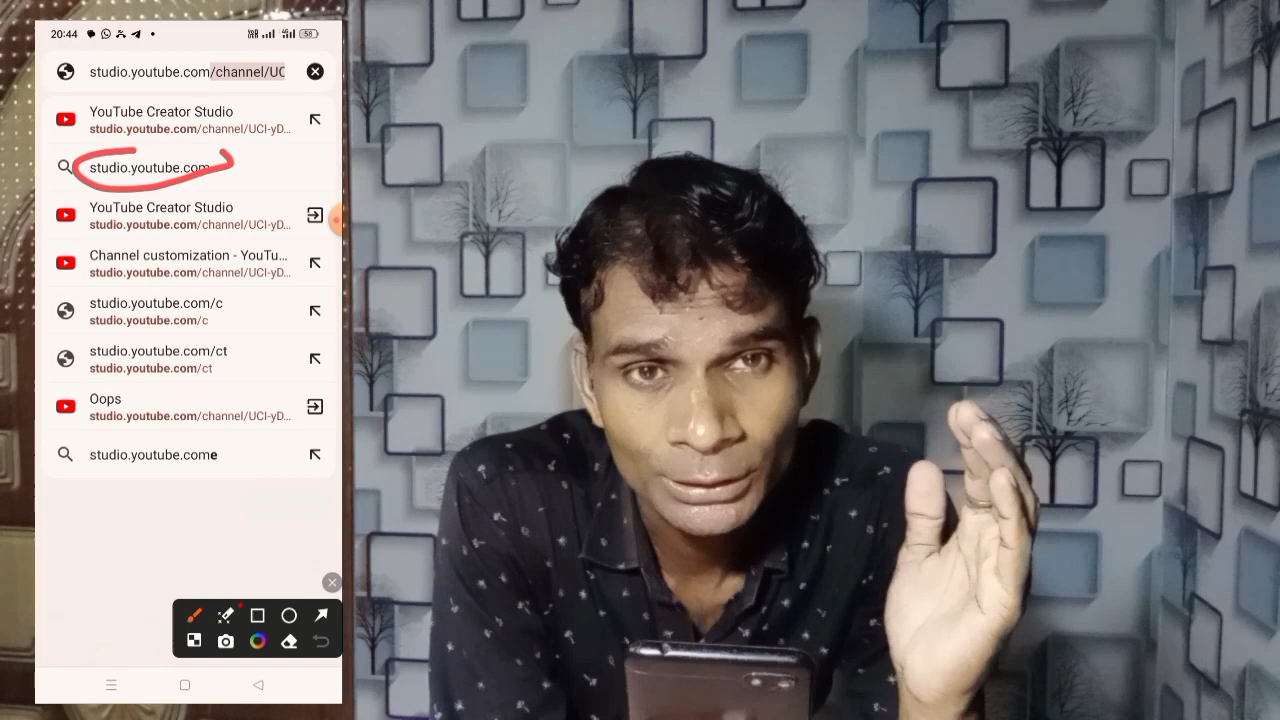 20:44
58
studio.youtube.com/channel/UC
YouTube Creator Studio
studio.youtube.com/channel/UCI-yD...
studio.youtube.com
YouTube Creator Studio
studio.youtube.com/channel/UCI-yD...
Channel customization - YouTu...
studio.youtube.com/channel/UCI-yD...
studio.youtube.com/c
studio.youtube.com/c
studio.youtube.com/ct
studio.youtube.com/ct
Oops
studio.youtube.com/channel/UCI-yD...
studio.youtube.come